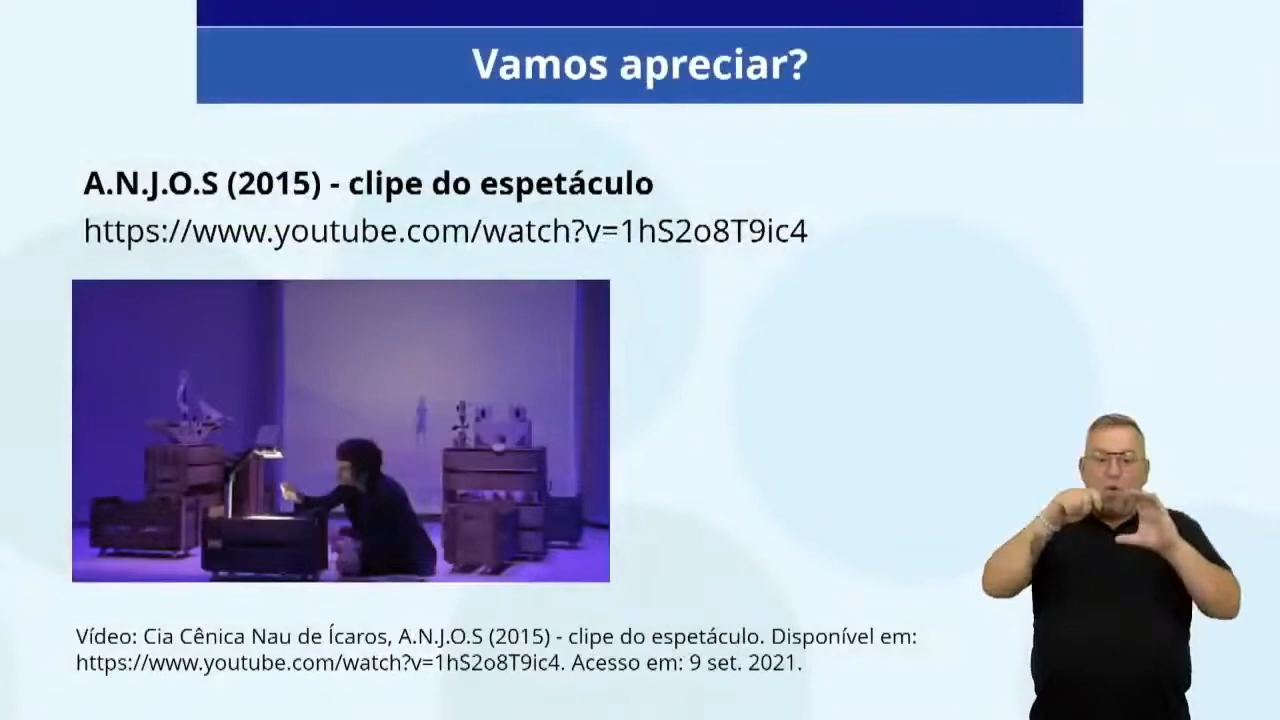 Vamos apreciar?
A.N.J.O.S (2015) - clipe do espetáculo
https://www.youtube.com/watch?v=1hS2o8T9ic4
Vídeo: Cia Cênica Nau de Ícaros, A.N.J.O.S (2015) - clipe do espetáculo. Disponível em:
https://www.youtube.com/watch?v=1hS2o8T9ic4. Acesso em: 9 set. 2021.